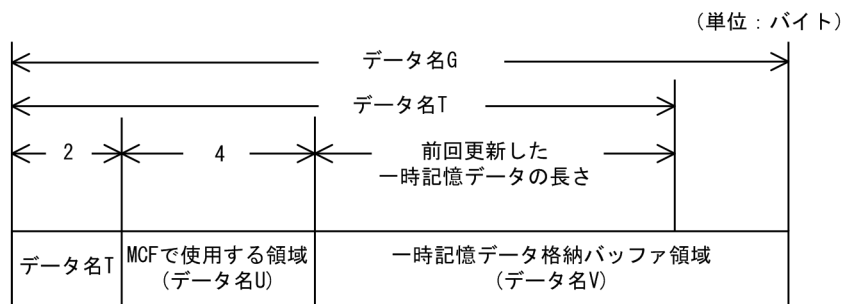 （単位：バイト）
データ名G
データ名T
2
4
前回更新した
一時記憶データの長さ
データ名T
MCFで使用する領域
（データ名U）
一時記憶データ格納バッファ領域
（データ名V）